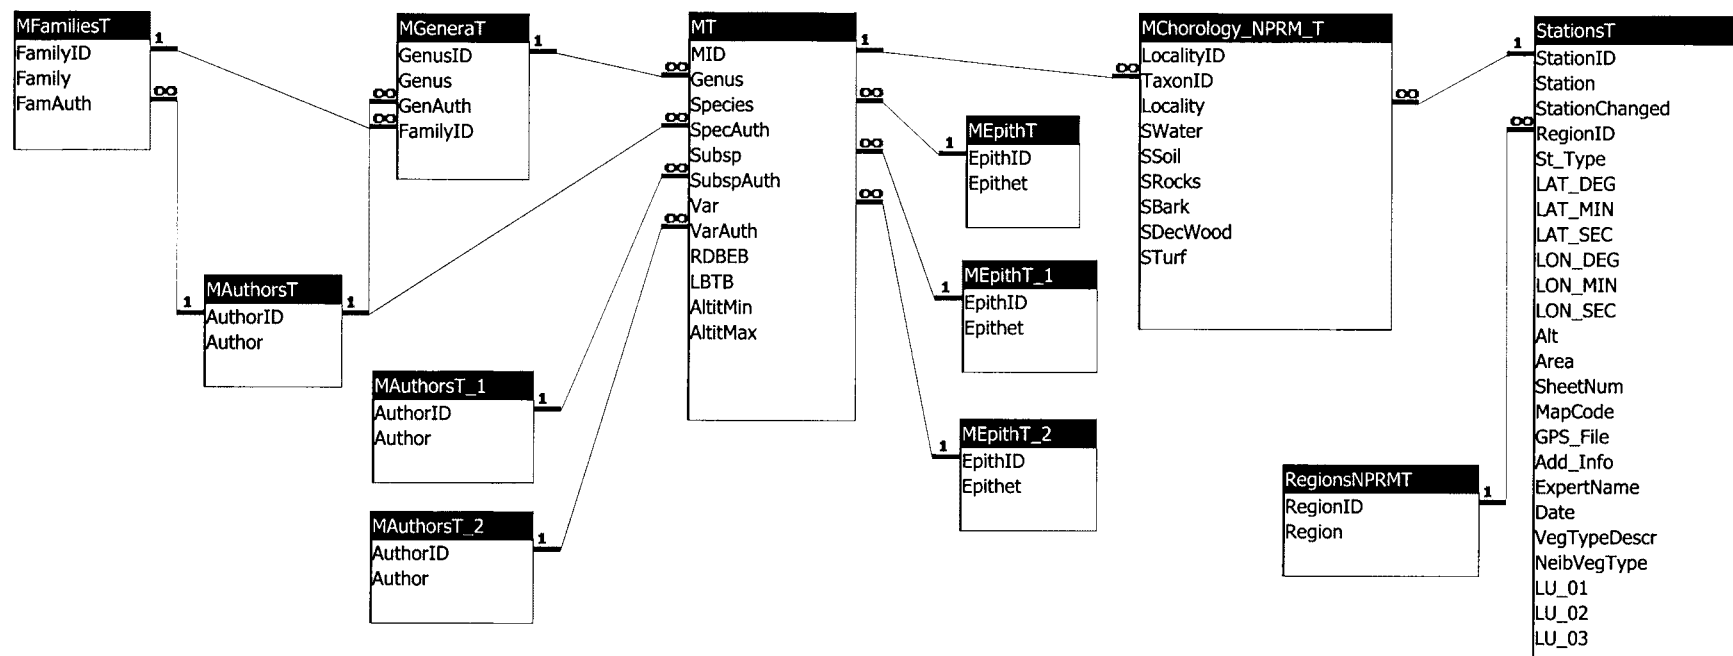 MFamiliesT
FamilyID
Family
FamAuth
1
∞
MGeneraT
GenusID
Genus
GenAuth
FamilyID
1
∞
∞
MAuthorsT
AuthorID
Author
1
1
MAuthorsT_1
AuthorID
Author
1
MAuthorsT_2
AuthorID
Author
1
MT
MID
Genus
Species
SpecAuth
Subsp
SubspAuth
Var
VarAuth
RDBEB
LBTB
AltitMin
AltitMax
∞
∞
∞
∞
1
∞
∞
∞
MEpithT
EpithID
Epithet
1
MEpithT_1
EpithID
Epithet
1
MEpithT_2
EpithID
Epithet
1
MChorology_NPRM_T
LocalityID
TaxonID
Locality
SWater
SSoil
SRocks
SBark
SDecWood
STurf
∞
∞
RegionsNPRMT
RegionID
Region
1
StationsT
StationID
Station
StationChanged
RegionID
St_Type
LAT_DEG
LAT_MIN
LAT_SEC
LON_DEG
LON_MIN
LON_SEC
Alt
Area
SheetNum
MapCode
GPS_File
Add_Info
ExpertName
Date
VegTypeDescr
NeibVegType
LU_01
LU_02
LU_03
1
∞